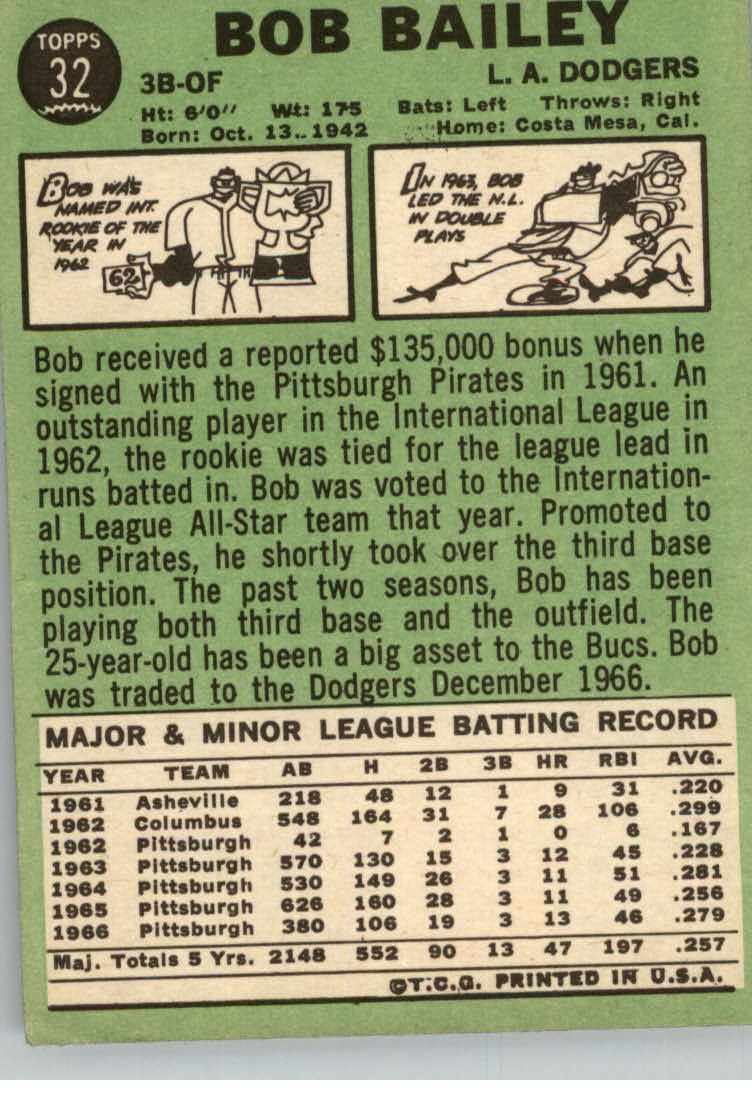 TOPPS
32
BOB BAILEY
3B-OF L. A. DODGERS
Ht: 6'0" Wt: 175 Bats: Left Throws: Right
Born: Oct. 13, 1942 Home: Costa Mesa, Cal.
BOB WAS
NAMED INT.
ROOKIE OF THE
YEAR IN
1962
62
IN 1963, BOB
LED THE N.L.
IN DOUBLE
PLAYS
Bob received a reported $135,000 bonus when he
signed with the Pittsburgh Pirates in 1961. An
outstanding player in the International League in
1962, the rookie was tied for the league lead in
runs batted in. Bob was voted to the Internation-
al League All-Star team that year. Promoted to
the Pirates, he shortly took over the third base
position. The past two seasons, Bob has been
playing both third base and the outfield. The
25-year-old has been a big asset to the Bucs. Bob
was traded to the Dodgers December 1966.
MAJOR & MINOR LEAGUE BATTING RECORD
YEAR TEAM AB H 2B 3B HR RBI AVG.
1961 Asheville 218 48 12 1 9 31 .220
1962 Columbus 548 164 31 7 28 106 .299
1962 Pittsburgh 42 7 2 1 0 6 .167
1963 Pittsburgh 570 130 15 3 12 45 .228
1964 Pittsburgh 530 149 26 3 11 51 .281
1965 Pittsburgh 626 160 28 3 11 49 .256
1966 Pittsburgh 380 106 19 3 13 46 .279
Maj. Totals 5 Yrs. 2148 552 90 13 47 197 .257
©T.C.G. PRINTED IN U.S.A.